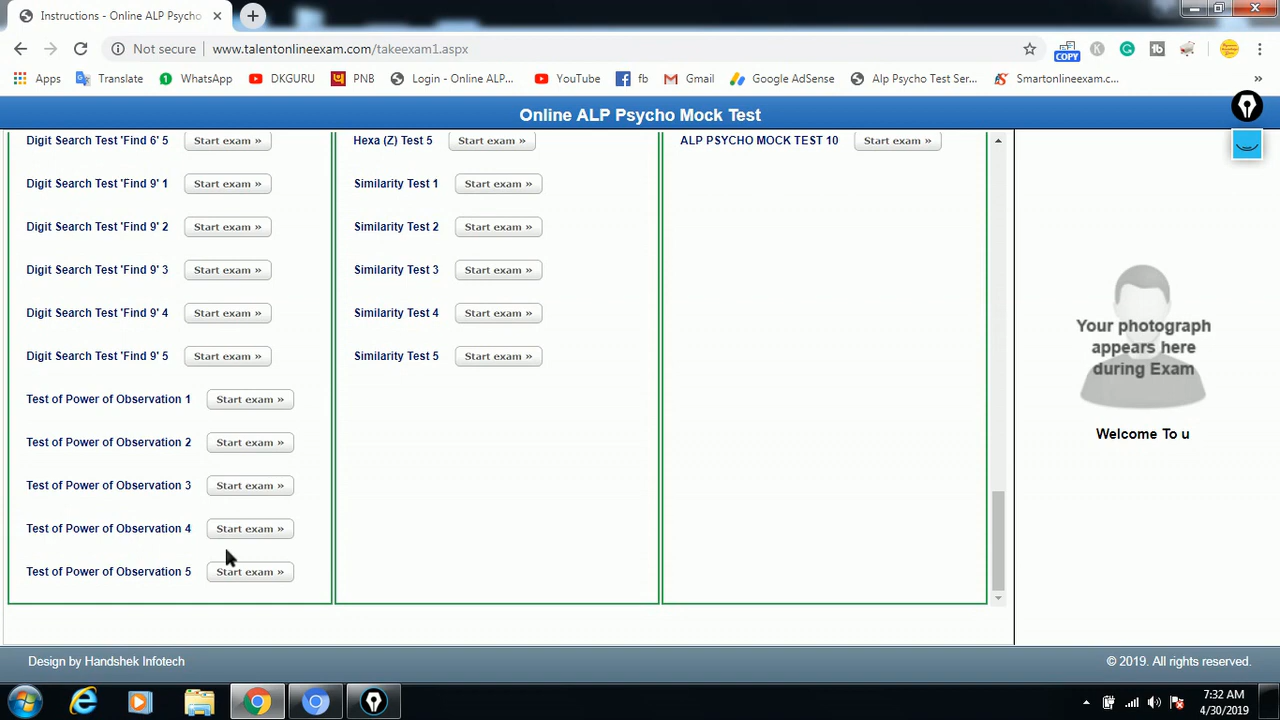 Instructions - Online ALP Psycho
Not secure
www.talentonlineexam.com/takeexam1.aspx
COPY
Apps
Translate
WhatsApp
DKGURU
PNB
Login - Online ALP...
YouTube
fb
Gmail
Google AdSense
Alp Psycho Test Ser...
Smartonlineexam.c...
»
Online ALP Psycho Mock Test
Digit Search Test 'Find 6' 5 Start exam »
Digit Search Test 'Find 9' 1 Start exam »
Digit Search Test 'Find 9' 2 Start exam »
Digit Search Test 'Find 9' 3 Start exam »
Digit Search Test 'Find 9' 4 Start exam »
Digit Search Test 'Find 9' 5 Start exam »
Test of Power of Observation 1 Start exam »
Test of Power of Observation 2 Start exam »
Test of Power of Observation 3 Start exam »
Test of Power of Observation 4 Start exam »
Test of Power of Observation 5 Start exam »
Hexa (Z) Test 5 Start exam »
Similarity Test 1 Start exam »
Similarity Test 2 Start exam »
Similarity Test 3 Start exam »
Similarity Test 4 Start exam »
Similarity Test 5 Start exam »
ALP PSYCHO MOCK TEST 10 Start exam »
Your photograph
appears here
during Exam
Welcome To u
Design by Handshek Infotech
© 2019. All rights reserved.
7:32 AM
4/30/2019